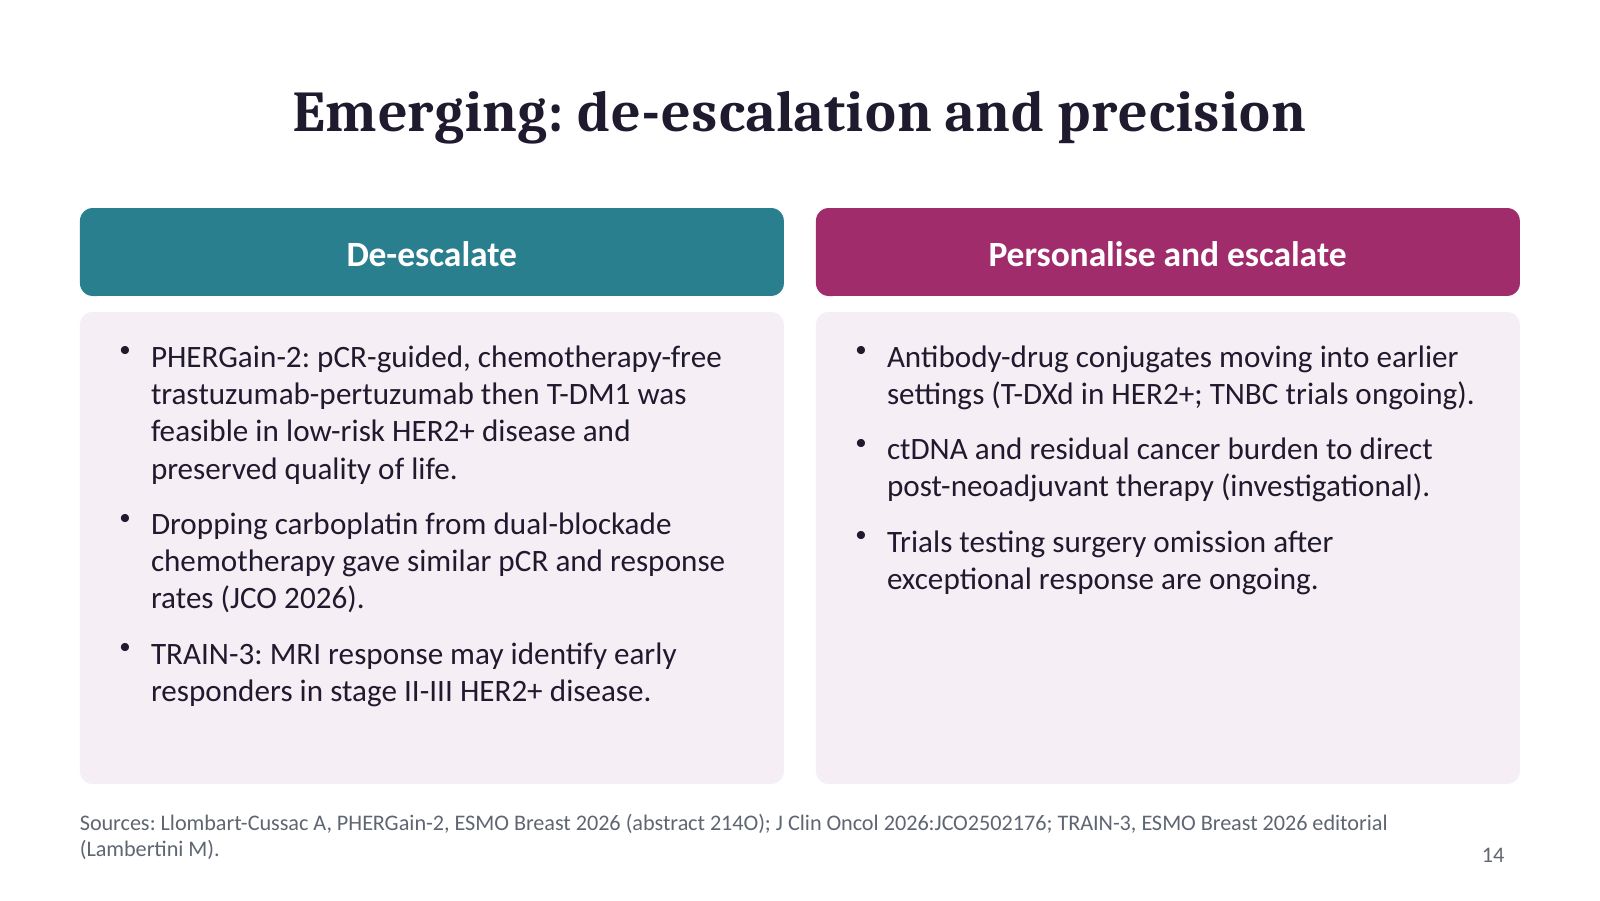 Emerging: de-escalation and precision
De-escalate
• PHERGain-2: pCR-guided, chemotherapy-free
trastuzumab-pertuzumab then T-DM1 was
feasible in low-risk HER2+ disease and
preserved quality of life.
• Dropping carboplatin from dual-blockade
chemotherapy gave similar pCR and response
rates (JCO 2026).
• TRAIN-3: MRI response may identify early
responders in stage II-III HER2+ disease.
Personalise and escalate
• Antibody-drug conjugates moving into earlier
settings (T-DXd in HER2+; TNBC trials ongoing).
• ctDNA and residual cancer burden to direct
post-neoadjuvant therapy (investigational).
• Trials testing surgery omission after
exceptional response are ongoing.
Sources: Llombart-Cussac A, PHERGain-2, ESMO Breast 2026 (abstract 214O); J Clin Oncol 2026:JCO2502176; TRAIN-3, ESMO Breast 2026 editorial
(Lambertini M).
14